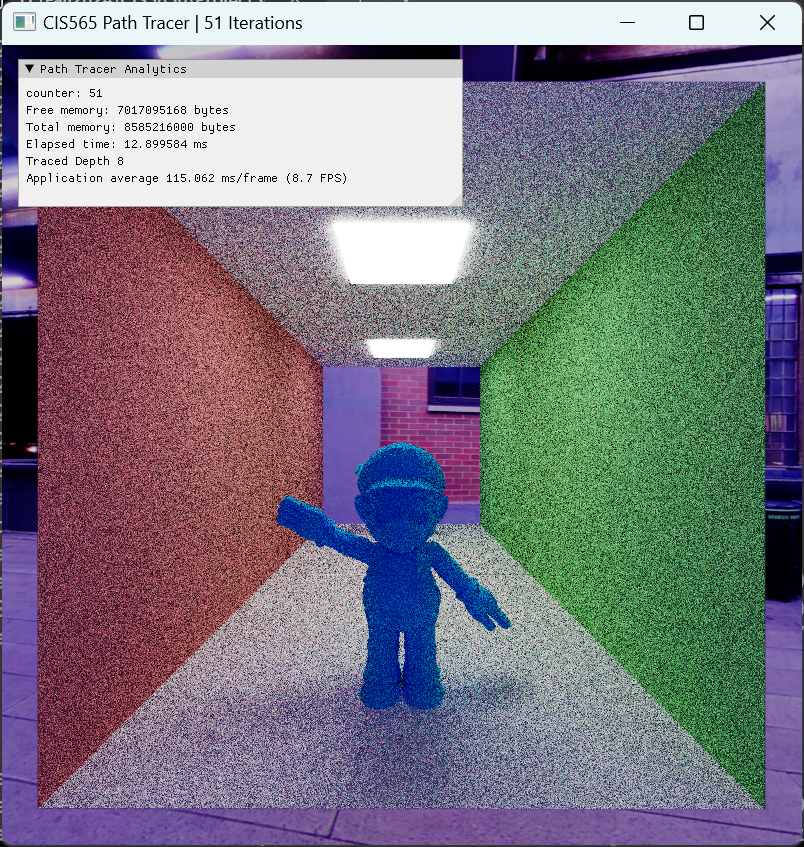 CIS565 Path Tracer | 51 Iterations
▼ Path Tracer Analytics
counter: 51
Free memory: 7017095168 bytes
Total memory: 8585216000 bytes
Elapsed time: 12.899584 ms
Traced Depth 8
Application average 115.062 ms/frame (8.7 FPS)